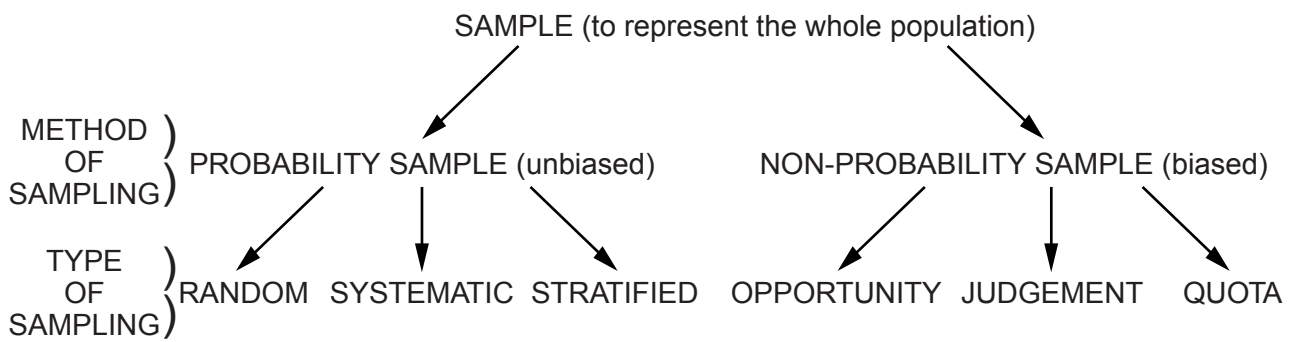 SAMPLE (to represent the whole population)
METHOD )
OF
SAMPLING )
PROBABILITY SAMPLE (unbiased)
NON-PROBABILITY SAMPLE (biased)
TYPE )
OF
SAMPLING )
RANDOM SYSTEMATIC STRATIFIED OPPORTUNITY JUDGEMENT QUOTA